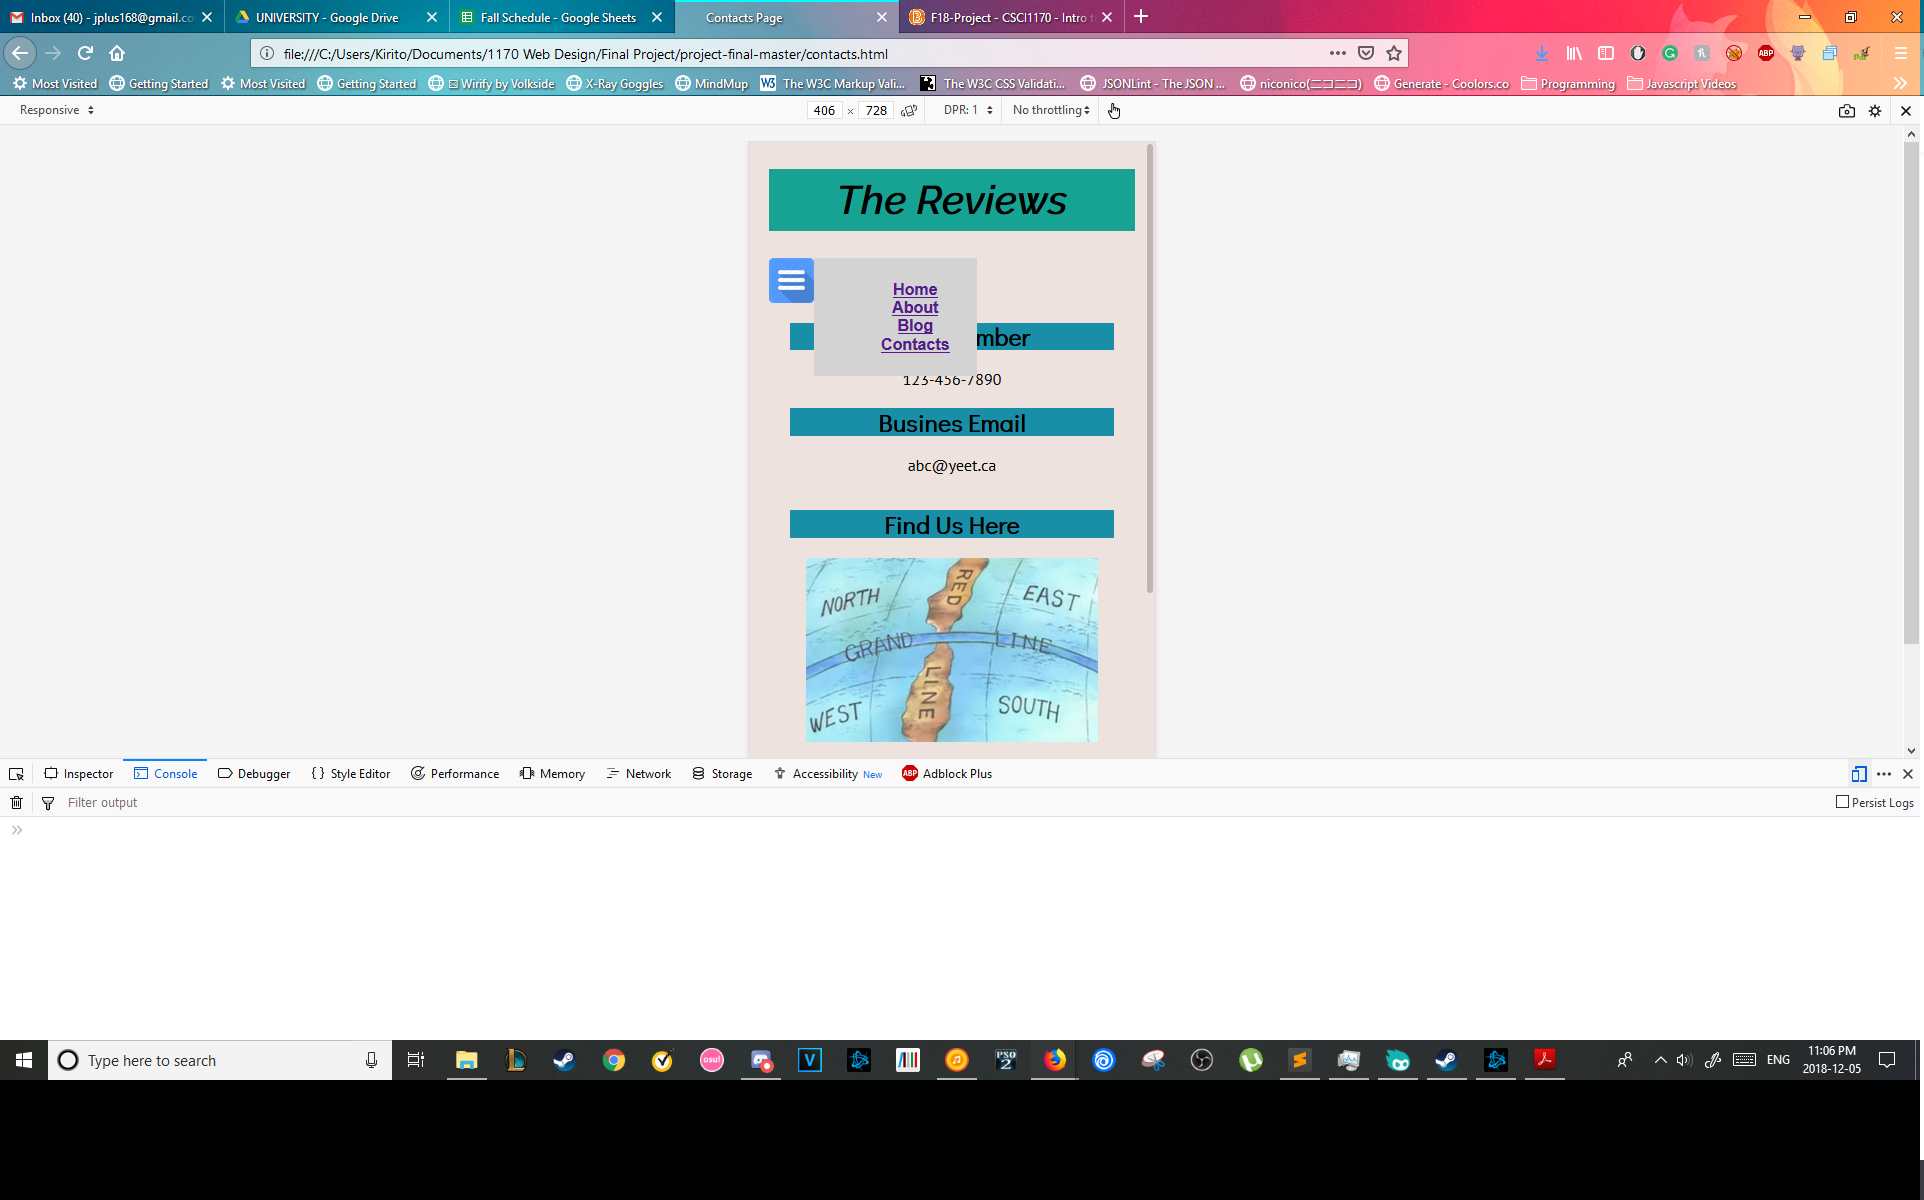 Inbox (40) - jplus168@gmail.co
UNIVERSITY - Google Drive
Fall Schedule - Google Sheets
Contacts Page
F18-Project - CSCI1170 - Intro t
file:///C:/Users/Kirito/Documents/1170 Web Design/Final Project/project-final-master/contacts.html
Most Visited
Getting Started
Most Visited
Getting Started
Wirify by Volkside
X-Ray Goggles
MindMup
W3 The W3C Markup Vali...
The W3C CSS Validati...
JSONLint - The JSON ...
niconico(ニコニコ)
Generate - Coolors.co
Programming
Javascript Videos
ABP
Responsive
406 × 728
DPR: 1
No throttling
The Reviews
Home
About
Blog
Contacts
mber
123-456-7890
Busines Email
abc@yeet.ca
Find Us Here
NORTH
RED
EAST
GRAND
LINE
LINE
WEST
SOUTH
Inspector
Console
Debugger
{ } Style Editor
Performance
Memory
Network
Storage
Accessibility New
ABP Adblock Plus
Filter output
Persist Logs
Type here to search
osu!
V
PSO
2
ENG
11:06 PM
2018-12-05